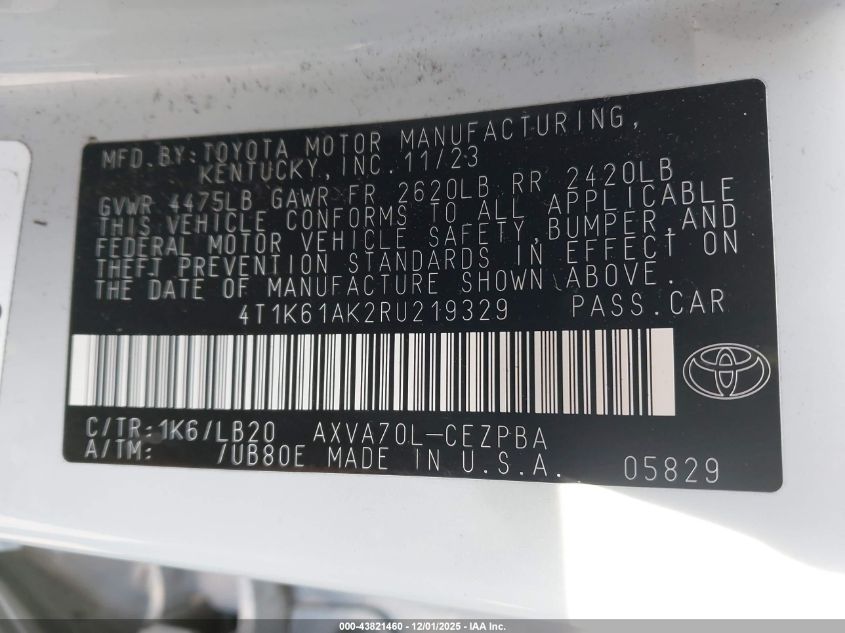 MFD. BY: TOYOTA MOTOR MANUFACTURING,
KENTUCKY, INC. 11/23
GVWR 4475LB GAWR FR 2620LB RR 2420LB
THIS VEHICLE CONFORMS TO ALL APPLICABLE
FEDERAL MOTOR VEHICLE SAFETY, BUMPER, AND
THEFT PREVENTION STANDARDS IN EFFECT ON
THE DATE OF MANUFACTURE SHOWN ABOVE.
4T1K61AK2RU219329 PASS. CAR
C/TR: 1K6/LB20 AXVA70L-CEZPBA
A/TM: /UB80E MADE IN U.S.A. 05829
000-43821460 - 12/01/2025 - IAA Inc.